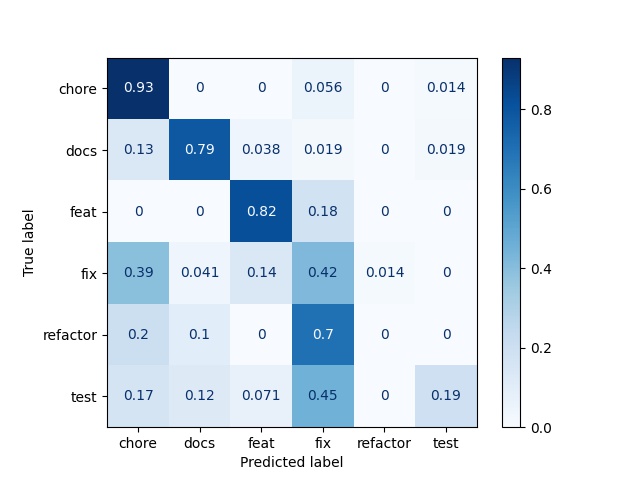 chore 0.93 0 0 0.056 0 0.014
docs 0.13 0.79 0.038 0.019 0 0.019
feat 0 0 0.82 0.18 0 0
fix 0.39 0.041 0.14 0.42 0.014 0
refactor 0.2 0.1 0 0.7 0 0
test 0.17 0.12 0.071 0.45 0 0.19
chore docs feat fix refactor test
Predicted label
True label
0.8
0.6
0.4
0.2
0.0